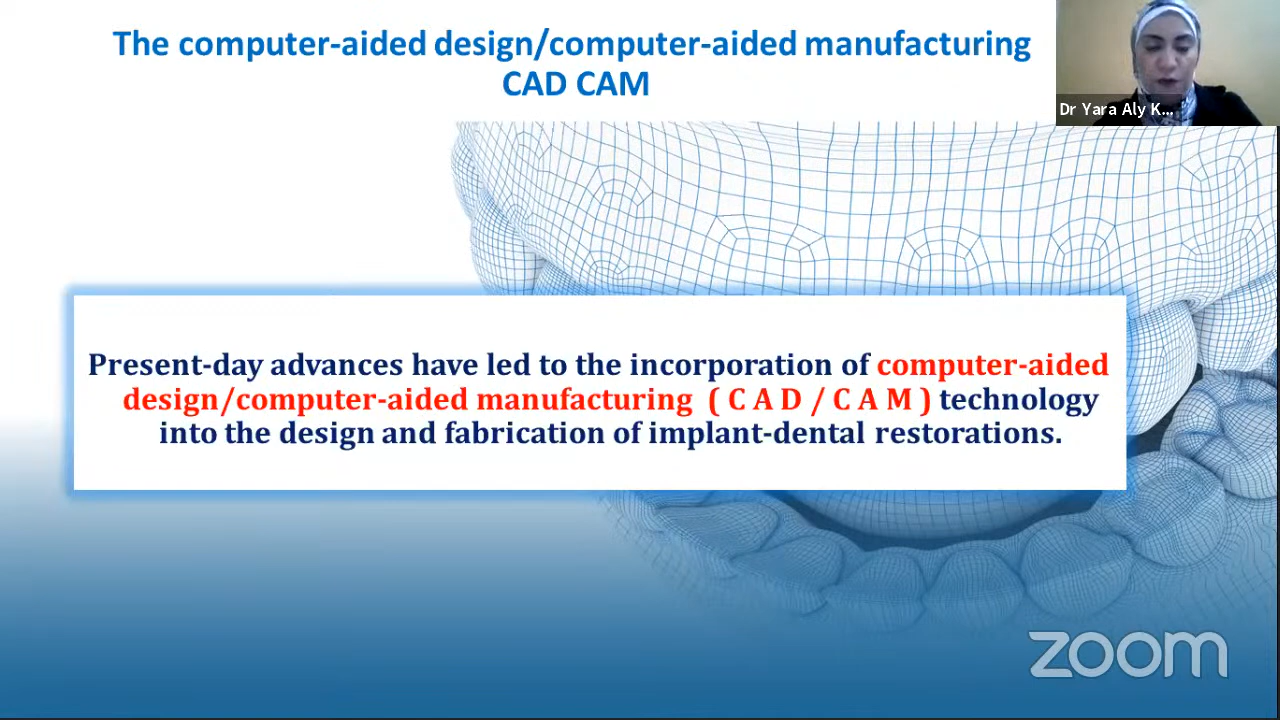 The computer-aided design/computer-aided manufacturing
CAD CAM
Dr Yara Aly K...
Present-day advances have led to the incorporation of computer-aided
design/computer-aided manufacturing ( C A D / C A M ) technology
into the design and fabrication of implant-dental restorations.
zoom